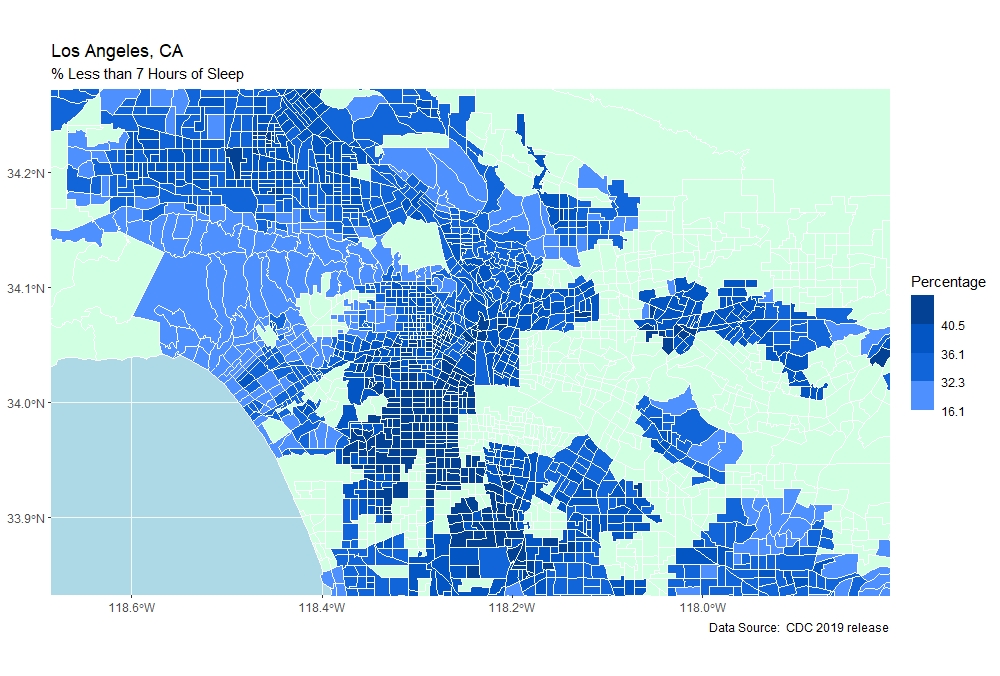 Los Angeles, CA
% Less than 7 Hours of Sleep
34.2°N
34.1°N
34.0°N
33.9°N
118.6°W
118.4°W
118.2°W
118.0°W
Percentage
40.5
36.1
32.3
16.1
Data Source:  CDC 2019 release